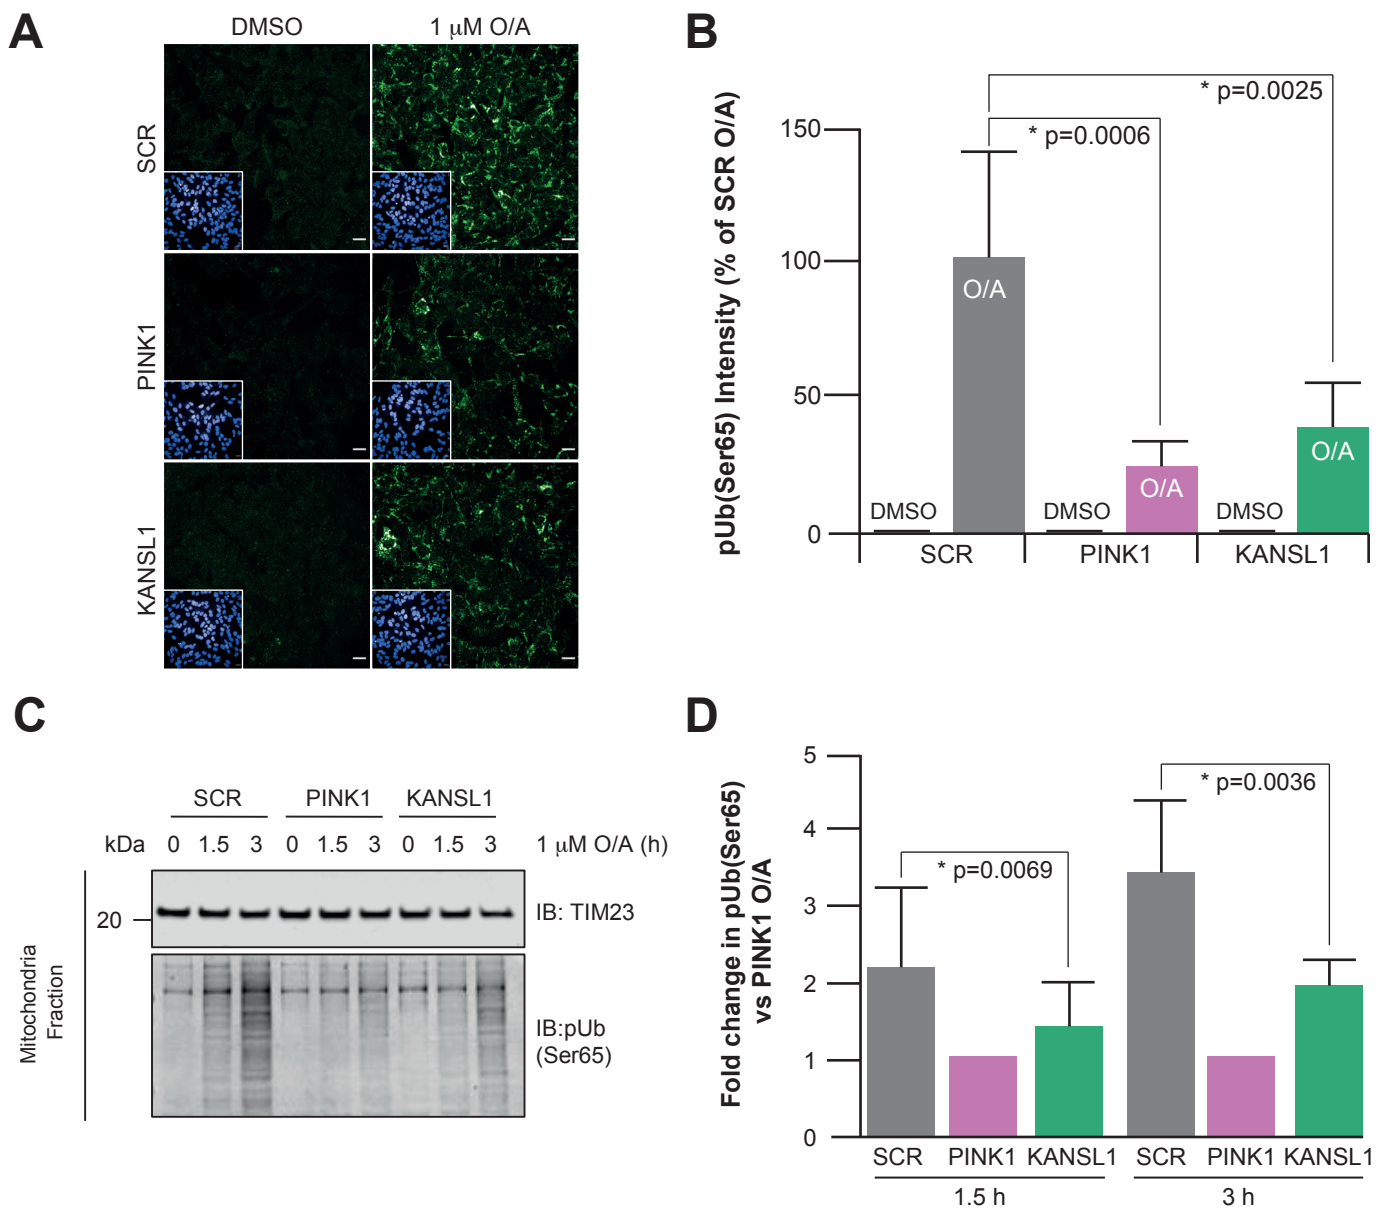 A
DMSO
1 μM O/A
SCR
PINK1
KANSL1
B
pUb(Ser65) Intensity (% of SCR O/A)
150
100
50
0
* p=0.0025
* p=0.0006
O/A
O/A
O/A
DMSO
DMSO
DMSO
SCR
PINK1
KANSL1
C
SCR
PINK1
KANSL1
kDa
0 1.5 3 0 1.5 3 0 1.5 3
1 μM O/A (h)
20
IB: TIM23
IB:pUb
(Ser65)
Mitochondria
Fraction
D
Fold change in pUb(Ser65)
vs PINK1 O/A
5
4
3
2
1
0
* p=0.0069
* p=0.0036
SCR PINK1 KANSL1 SCR PINK1 KANSL1
1.5 h
3 h